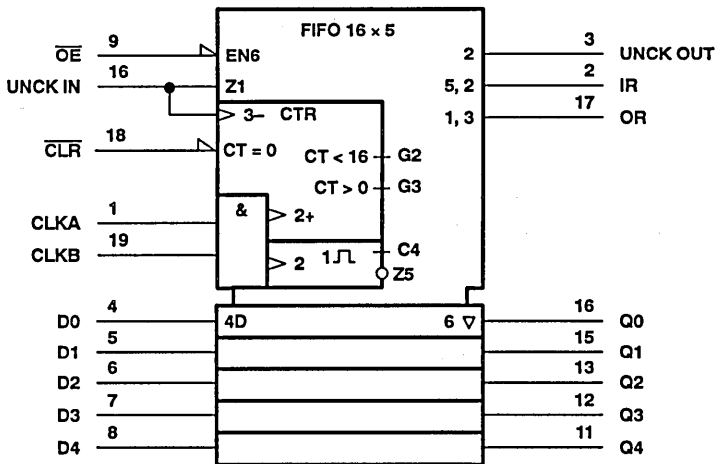 FIFO 16 × 5
OE 9 EN6 2 3 UNCK OUT
UNCK IN 16 Z1 5, 2 2 IR
3– CTR 1, 3 17 OR
CLR 18 CT = 0
CT < 16 G2
CT > 0 G3
CLKA 1 & 2+
CLKB 19 2 1 C4
Z5
D0 4 4D 6 ▽ 16 Q0
D1 5 15 Q1
D2 6 13 Q2
D3 7 12 Q3
D4 8 11 Q4